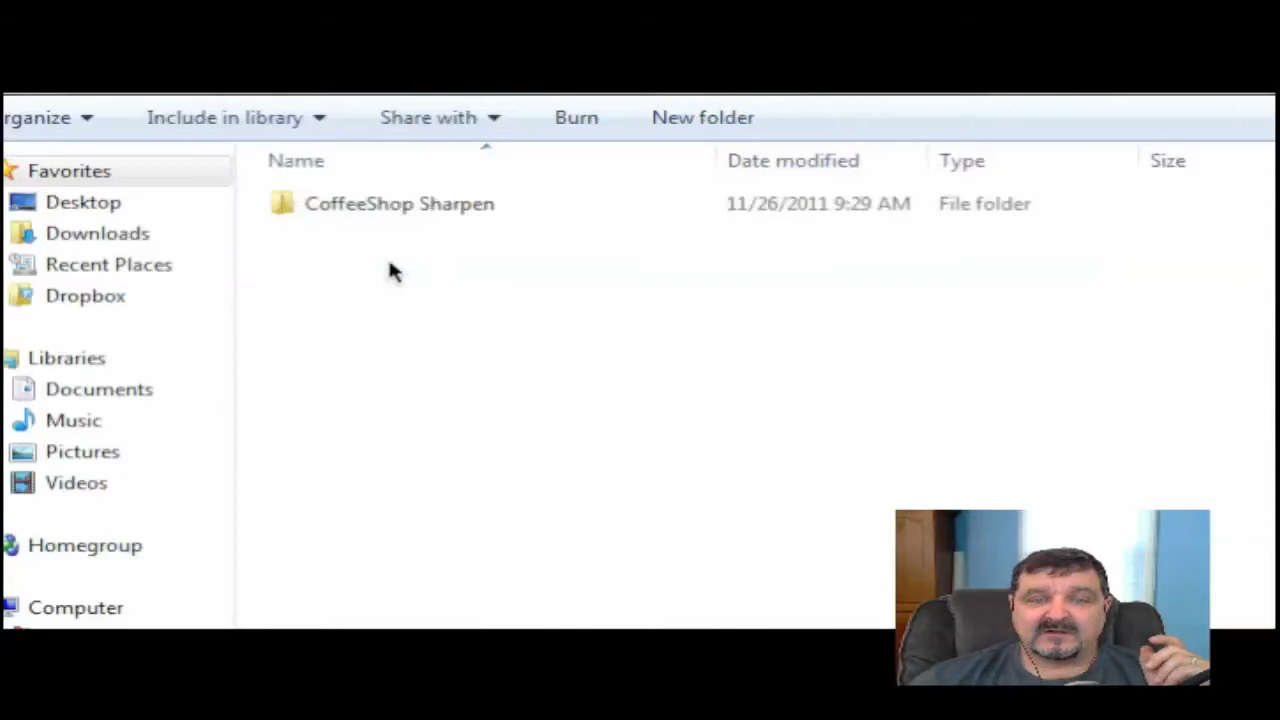 rganize Include in library Share with Burn New folder
Name Date modified Type Size
CoffeeShop Sharpen 11/26/2011 9:29 AM File folder
Favorites
Desktop
Downloads
Recent Places
Dropbox
Libraries
Documents
Music
Pictures
Videos
Homegroup
Computer